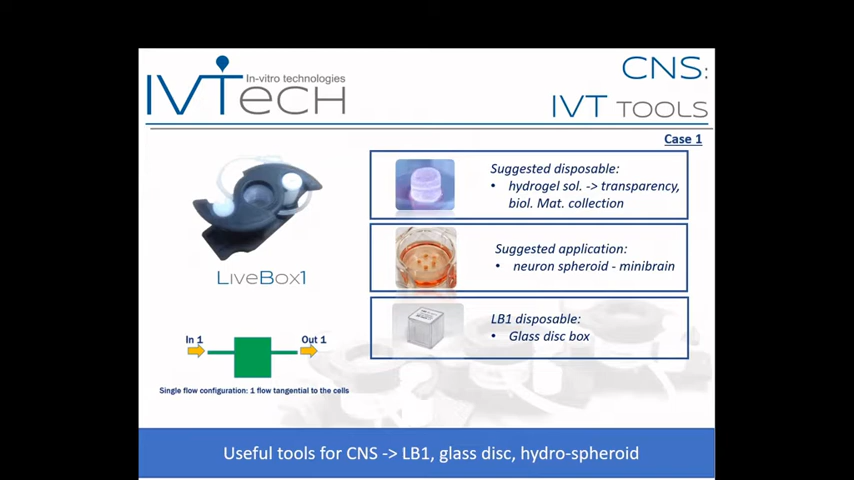 IVTech
In-vitro technologies
CNS:
IVT TOOLS
Case 1
Suggested disposable:
• hydrogel sol. -> transparency,
biol. Mat. collection
Suggested application:
• neuron spheroid - minibrain
LB1 disposable:
• Glass disc box
LiveBox1
In 1
Out 1
Single flow configuration: 1 flow tangential to the cells
Useful tools for CNS -> LB1, glass disc, hydro-spheroid